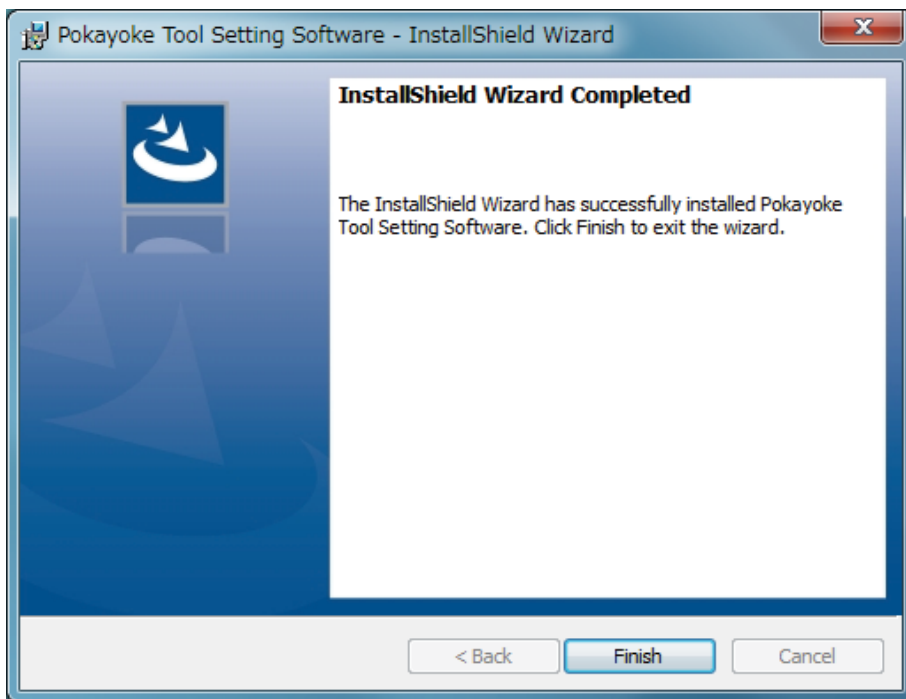 Pokayoke Tool Setting Software - InstallShield Wizard
InstallShield Wizard Completed
The InstallShield Wizard has successfully installed Pokayoke
Tool Setting Software. Click Finish to exit the wizard.
< Back
Finish
Cancel